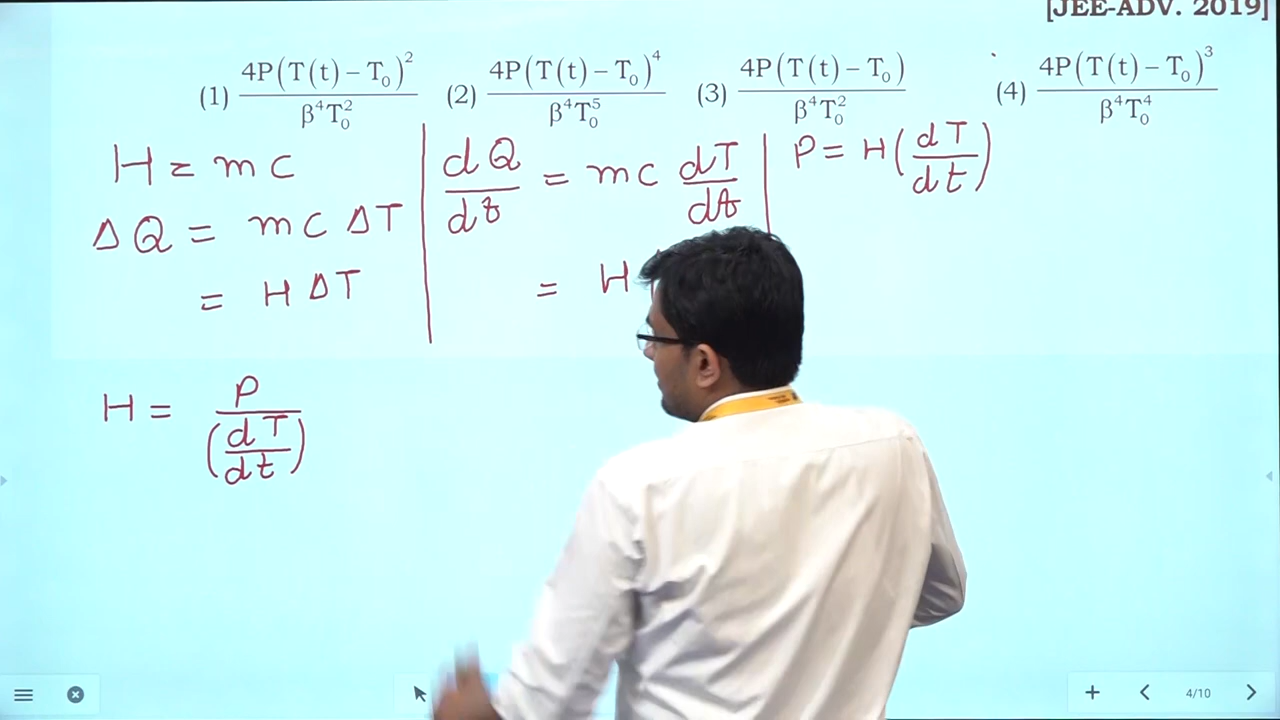 [JEE-ADV. 2019]
(1) 4P(T(t) – T₀)² / β⁴T₀² (2) 4P(T(t) – T₀)⁴ / β⁴T₀⁵ (3) 4P(T(t) – T₀) / β⁴T₀² (4) 4P(T(t) – T₀)³ / β⁴T₀⁴
H = mc
ΔQ = mc ΔT
= H ΔT
dQ/dt = mc dT/dt
= H
P = H(dT/dt)
H = P / (dT/dt)
4/10